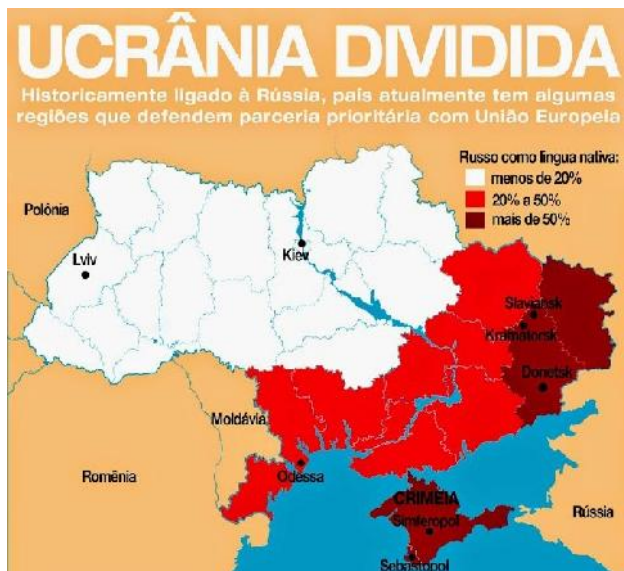 UCRÂNIA DIVIDIDA
Historicamente ligado à Rússia, país atualmente tem algumas
regiões que defendem parceria prioritária com União Europeia
Russo como língua nativa:
menos de 20%
20% a 50%
mais de 50%
Polônia
Lviv
Kiev
Slaviansk
Kramatorsk
Donetsk
Moldávia
Odessa
Romênia
CRIMEIA
Simferopol
Rússia
Sebastopol